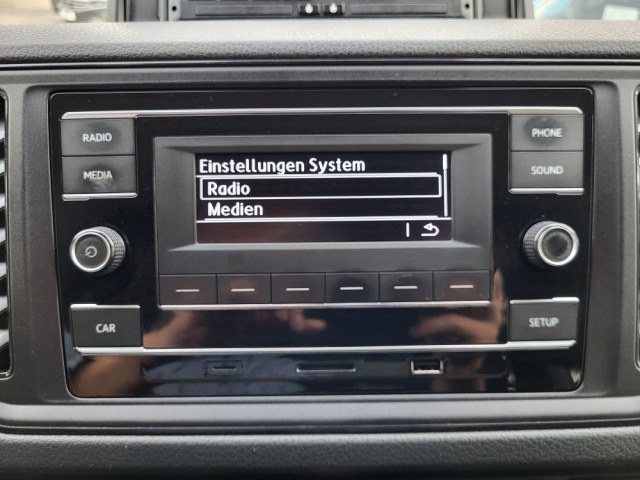 RADIO
PHONE
MEDIA
SOUND
Einstellungen System
Radio
Medien
CAR
SETUP